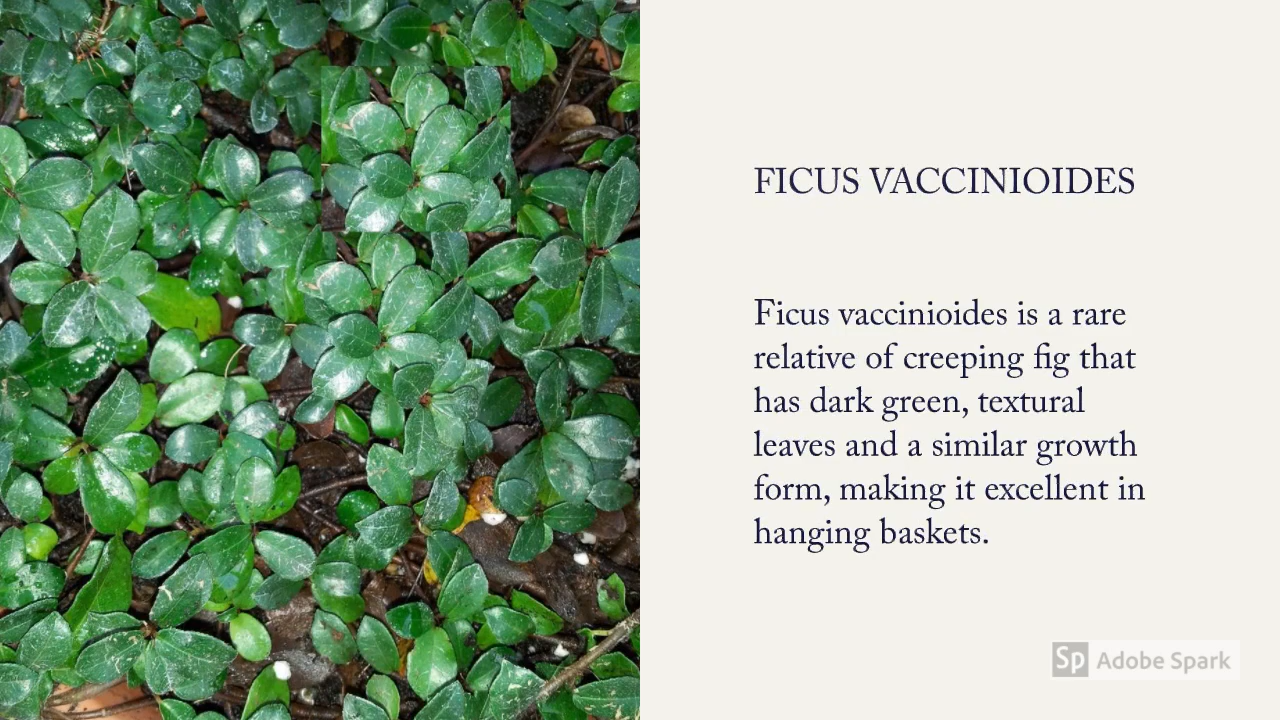 FICUS VACCINIOIDES
Ficus vaccinioides is a rare
relative of creeping fig that
has dark green, textural
leaves and a similar growth
form, making it excellent in
hanging baskets.
Sp Adobe Spark